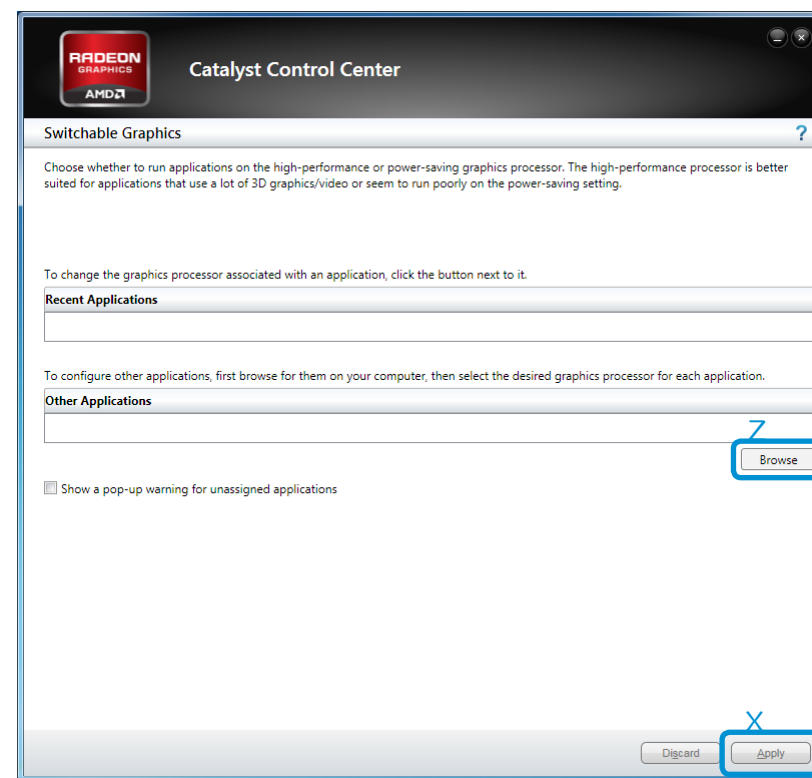 RADEON
GRAPHICS
AMD
Catalyst Control Center
Switchable Graphics
?
Choose whether to run applications on the high-performance or power-saving graphics processor. The high-performance processor is better
suited for applications that use a lot of 3D graphics/video or seem to run poorly on the power-saving setting.
To change the graphics processor associated with an application, click the button next to it.
Recent Applications
To configure other applications, first browse for them on your computer, then select the desired graphics processor for each application.
Other Applications
Z
Browse
Show a pop-up warning for unassigned applications
X
Discard
Apply